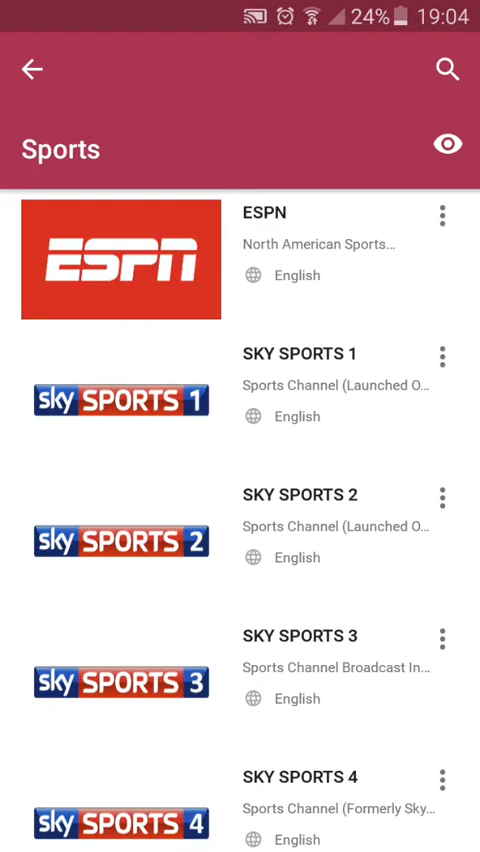 24% 19:04
Sports
ESPN
ESPN
North American Sports...
English
sky SPORTS 1
SKY SPORTS 1
Sports Channel (Launched O...
English
sky SPORTS 2
SKY SPORTS 2
Sports Channel (Launched O...
English
sky SPORTS 3
SKY SPORTS 3
Sports Channel Broadcast In...
English
sky SPORTS 4
SKY SPORTS 4
Sports Channel (Formerly Sky...
English